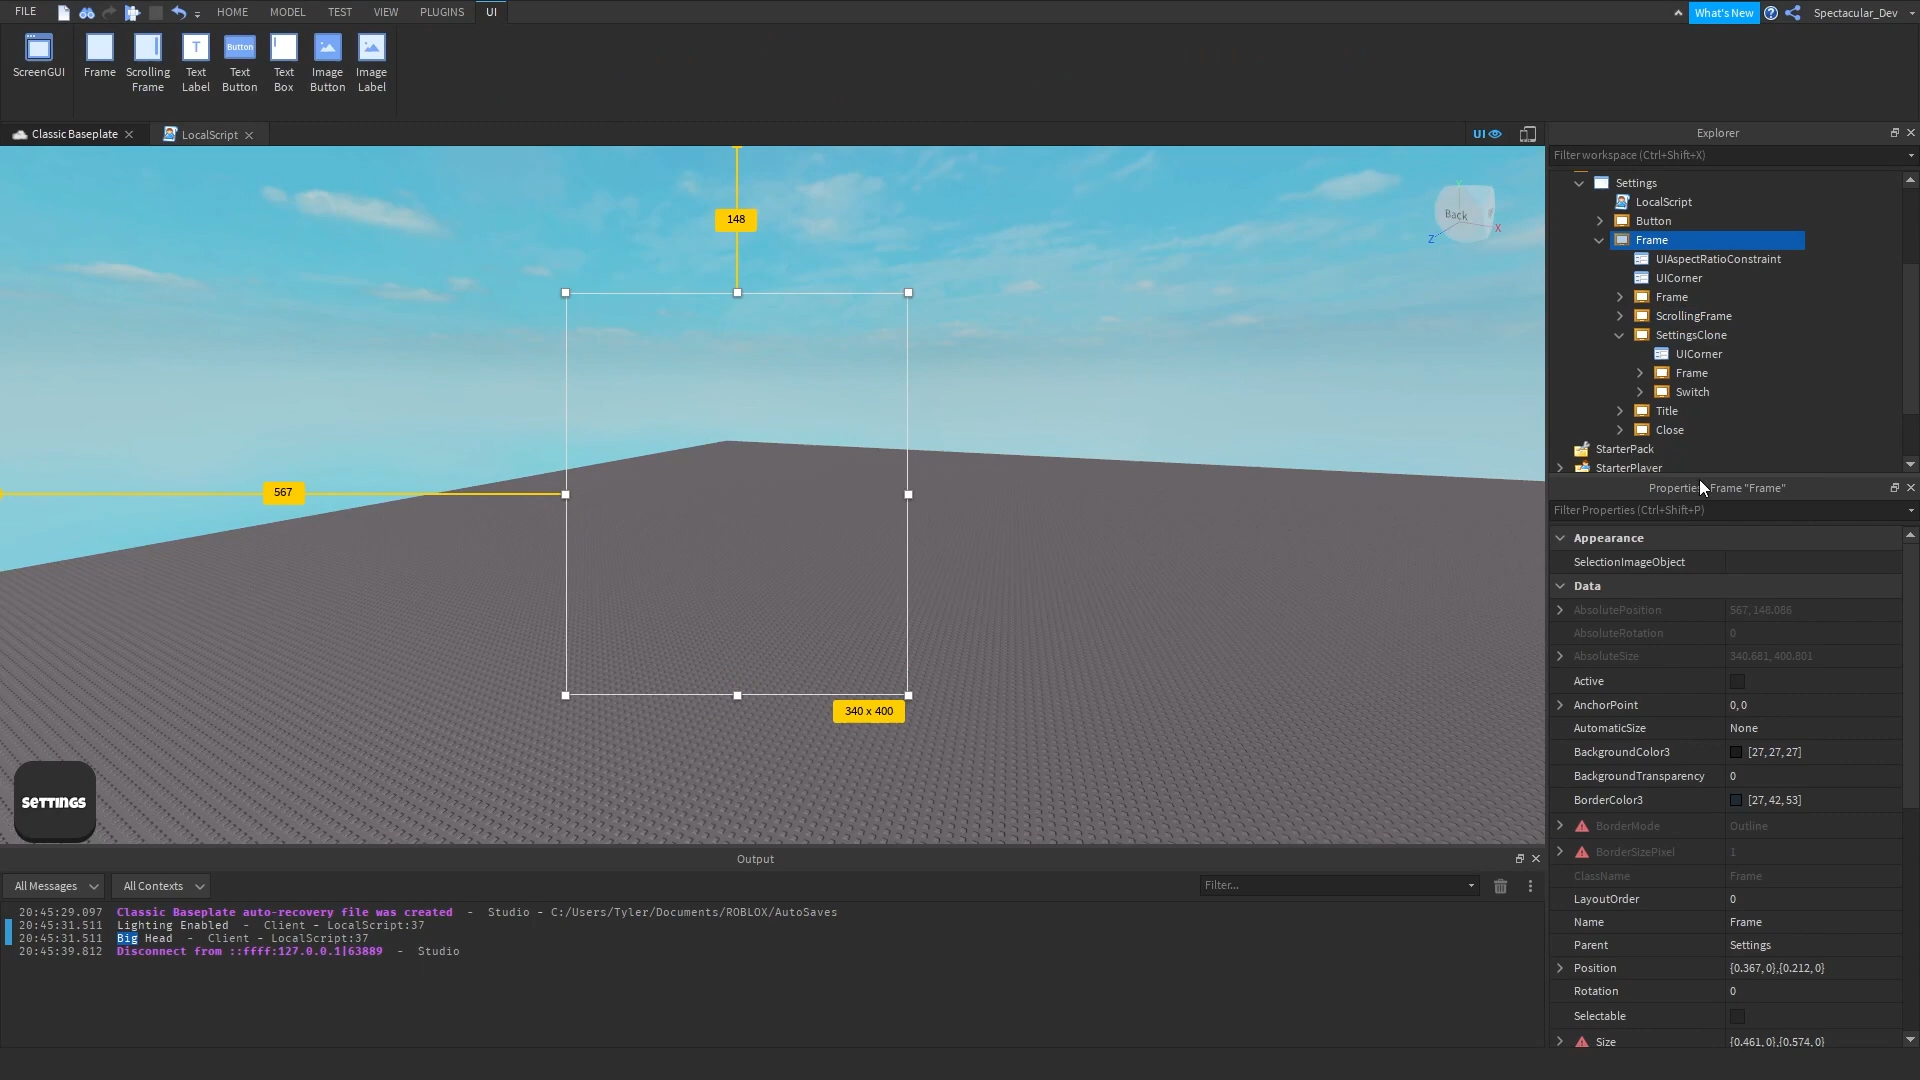 FILE HOME MODEL TEST VIEW PLUGINS UI What's New Spectacular_Dev
ScreenGUI
Frame
Scrolling
Frame
Text
Label
Button
Text
Button
Text
Box
Image
Button
Image
Label
Classic Baseplate
LocalScript
UI
Explorer
Filter workspace (Ctrl+Shift+X)
Settings
LocalScript
Button
Frame
UIAspectRatioConstraint
UICorner
Frame
ScrollingFrame
SettingsClone
UICorner
Frame
Switch
Title
Close
StarterPack
StarterPlayer
148
567
340 x 400
Back
X
Z
Y
SETTINGS
Frame "Frame"
Filter Properties (Ctrl+Shift+P)
Appearance
SelectionImageObject
Data
AbsolutePosition 567, 148.086
AbsoluteRotation 0
AbsoluteSize 340.681, 400.801
Active
AnchorPoint 0, 0
AutomaticSize None
BackgroundColor3 [27, 27, 27]
BackgroundTransparency 0
BorderColor3 [27, 42, 53]
BorderMode Outline
BorderSizePixel 1
ClassName Frame
LayoutOrder 0
Name Frame
Parent Settings
Position {0.367, 0},{0.212, 0}
Rotation 0
Selectable
Size {0.461, 0},{0.574, 0}
Output
All Messages All Contexts Filter...
20:45:29.097 Classic Baseplate auto-recovery file was created - Studio - C:/Users/Tyler/Documents/ROBLOX/AutoSaves
20:45:31.511 Lighting Enabled - Client - LocalScript:37
20:45:31.511 Big Head - Client - LocalScript:37
20:45:39.812 Disconnect from ::ffff:127.0.0.1|63889 - Studio